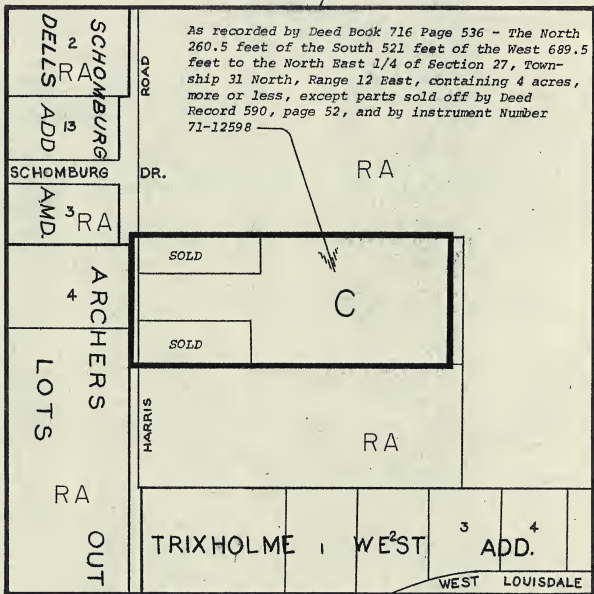 As recorded by Deed Book 716 Page 536 - The North
260.5 feet of the South 521 feet of the West 689.5
feet to the North East 1/4 of Section 27, Town-
ship 31 North, Range 12 East, containing 4 acres,
more or less, except parts sold off by Deed
Record 590, page 52, and by instrument Number
71-12598
SCHOMBURG
DELLS
2
RA
ADD
13
AMD.
3
RA
ROAD
SCHOMBURG DR.
RA
SOLD
C
SOLD
4
ARCHERS
LOTS
RA
OUT
HARRIS
RA
TRIXHOLME 1 WEST 2 ADD. 3 4
WEST LOUISDALE